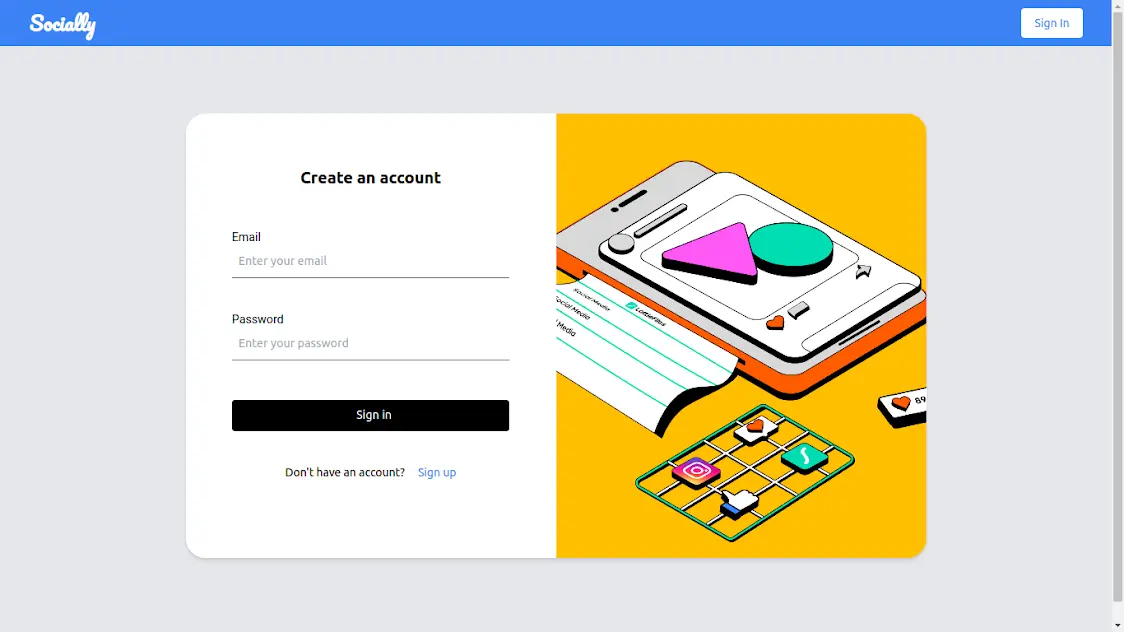 Socially
Sign In
Create an account
Email
Enter your email
Password
Enter your password
Sign in
Don't have an account? Sign up
Social Media
Social Media
Media
89